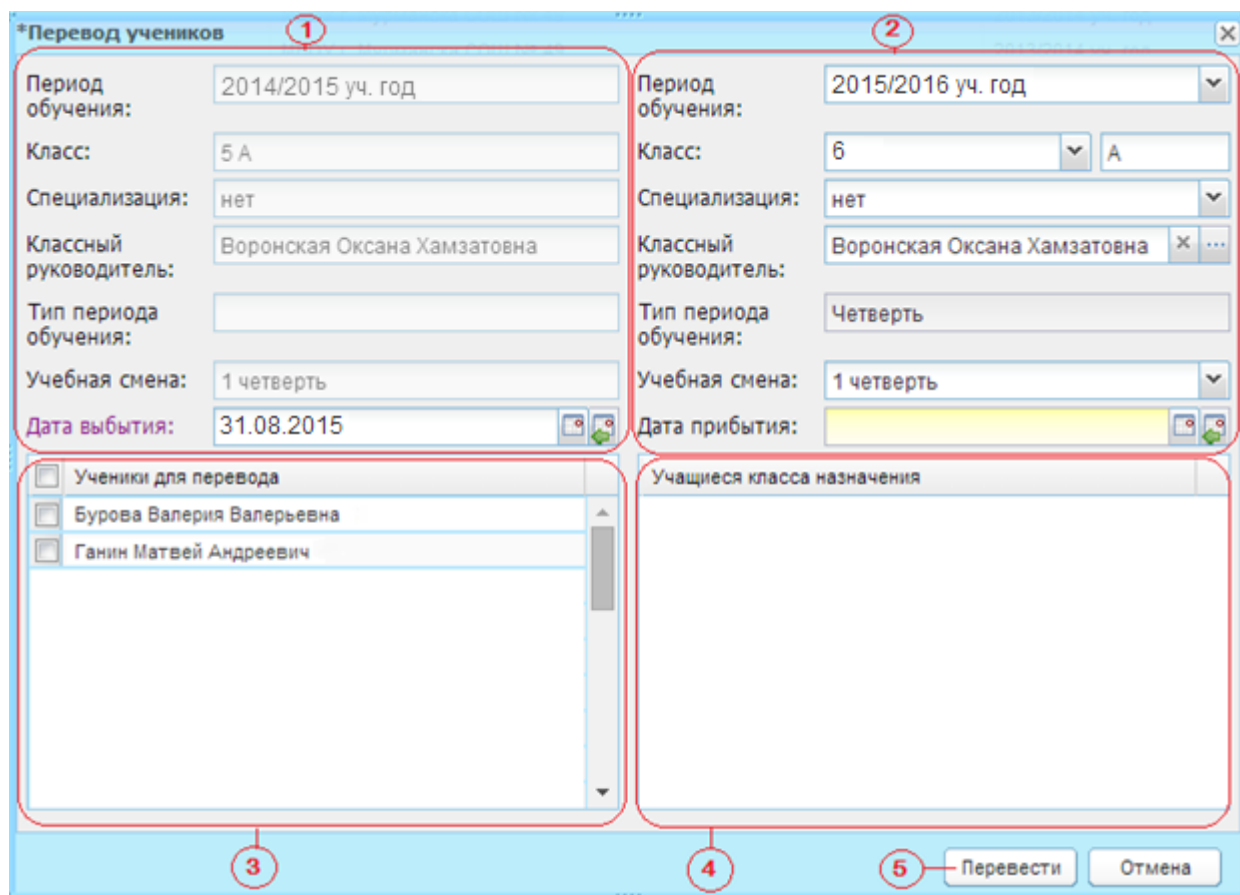 *Перевод учеников
1
2
Период обучения:
2014/2015 уч. год
Период обучения:
2015/2016 уч. год
Класс:
5 А
Класс:
6
А
Специализация:
нет
Специализация:
нет
Классный руководитель:
Воронская Оксана Хамзатовна
Классный руководитель:
Воронская Оксана Хамзатовна
Тип периода обучения:
Тип периода обучения:
Четверть
Учебная смена:
1 четверть
Учебная смена:
1 четверть
Дата выбытия:
31.08.2015
Дата прибытия:
Ученики для перевода
Учащиеся класса назначения
Бурова Валерия Валерьевна
Ганин Матвей Андреевич
3
4
5
Перевести
Отмена